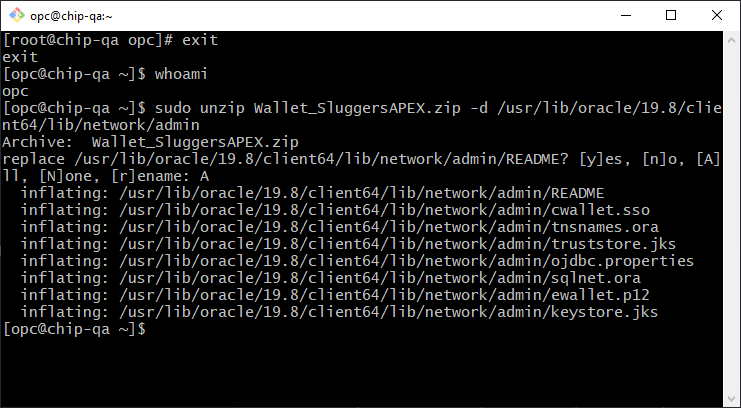 opc@chip-qa:~
[root@chip-qa opc]# exit
exit
[opc@chip-qa ~]$ whoami
opc
[opc@chip-qa ~]$ sudo unzip Wallet_SluggersAPEX.zip -d /usr/lib/oracle/19.8/clie
nt64/lib/network/admin
Archive:  Wallet_SluggersAPEX.zip
replace /usr/lib/oracle/19.8/client64/lib/network/admin/README? [y]es, [n]o, [A]
ll, [N]one, [r]ename: A
  inflating: /usr/lib/oracle/19.8/client64/lib/network/admin/README
  inflating: /usr/lib/oracle/19.8/client64/lib/network/admin/cwallet.sso
  inflating: /usr/lib/oracle/19.8/client64/lib/network/admin/tnsnames.ora
  inflating: /usr/lib/oracle/19.8/client64/lib/network/admin/truststore.jks
  inflating: /usr/lib/oracle/19.8/client64/lib/network/admin/ojdbc.properties
  inflating: /usr/lib/oracle/19.8/client64/lib/network/admin/sqlnet.ora
  inflating: /usr/lib/oracle/19.8/client64/lib/network/admin/ewallet.p12
  inflating: /usr/lib/oracle/19.8/client64/lib/network/admin/keystore.jks
[opc@chip-qa ~]$